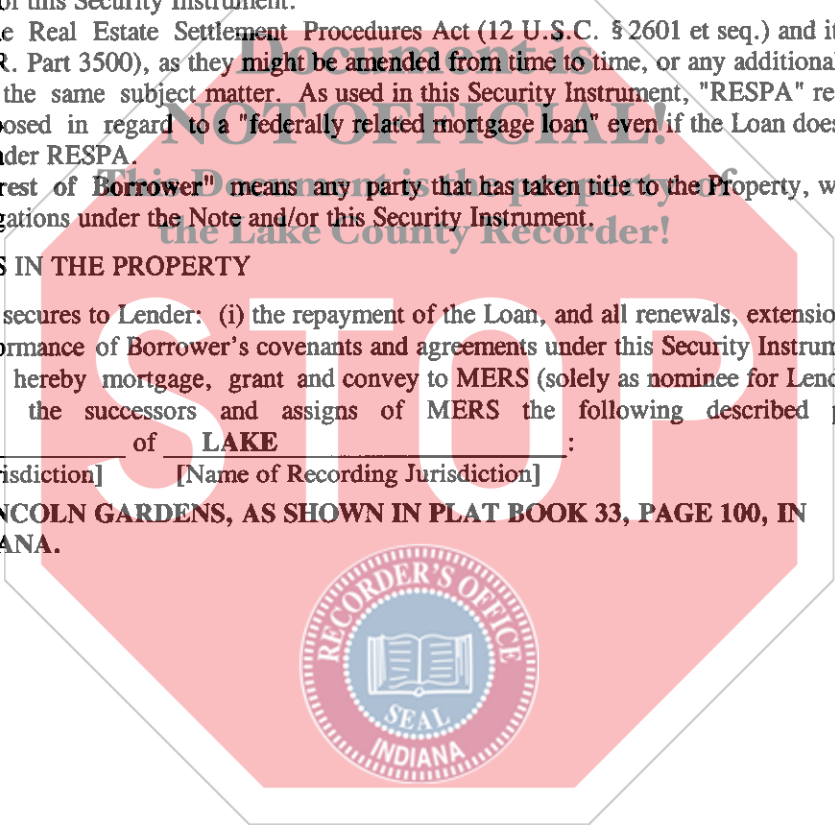 of this Security Instrument.
e Real Estate Settlement Procedures Act (12 U.S.C. § 2601 et seq.) and it
R. Part 3500), as they might be amended from time to time, or any additional
the same subject matter. As used in this Security Instrument, "RESPA" re
osed in regard to a "federally related mortgage loan" even if the Loan doe
der RESPA.
rest of Borrower" means any party that has taken title to the Property, w
gations under the Note and/or this Security Instrument.
Document is
NOT OFFICIAL!
This Document is the property of
the Lake County Recorder!
S IN THE PROPERTY
secures to Lender: (i) the repayment of the Loan, and all renewals, extensio
ormance of Borrower's covenants and agreements under this Security Instrum
hereby mortgage, grant and convey to MERS (solely as nominee for Lend
the successors and assigns of MERS the following described p
of LAKE :
risdiction] [Name of Recording Jurisdiction]
NCOLN GARDENS, AS SHOWN IN PLAT BOOK 33, PAGE 100, IN
ANA.
STOP
RECORDER'S OFFICE
SEAL
INDIANA